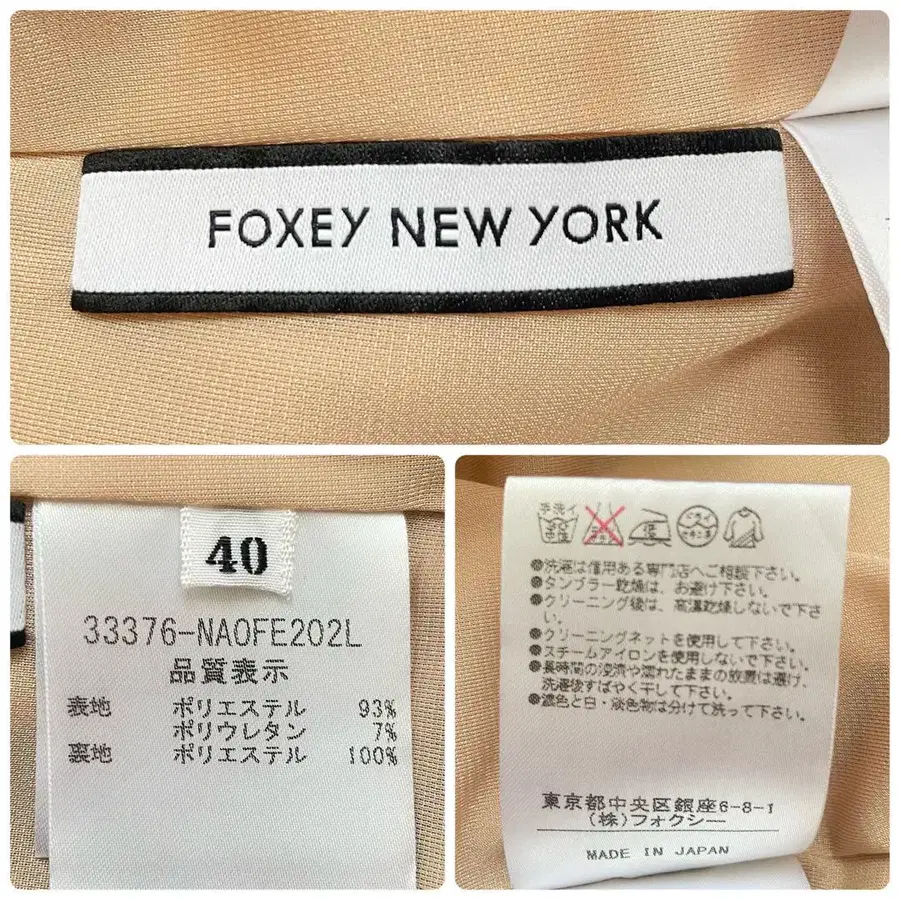 FOXEY NEW YORK
40
33376-NAOFE202L
品質表示
表地 ポリエステル 93%
ポリウレタン 7%
裏地 ポリエステル 100%
手洗イ
中性
低
●洗濯は信用ある専門店へご相談下さい。
●タンブラー乾燥は、お避け下さい。
●クリーニング後は、高温乾燥しないで下さ
い。
●クリーニングネットを使用して下さい。
●スチームアイロンを使用しないで下さい。
●長時間の浸漬や濡れたままの放置は避け、
洗濯後すばやく干して下さい。
●濃色と白・淡色物は分けて洗って下さい。
東京都中央区銀座6-8-1
(株)フォクシー
MADE IN JAPAN